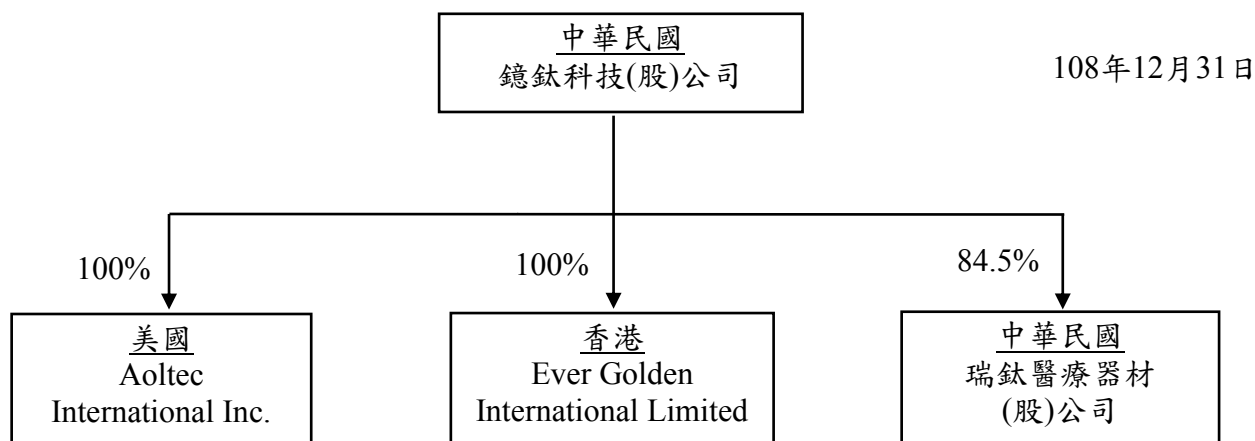 中華民國
鐿鈦科技(股)公司
108年12月31日
100%
100%
84.5%
美國
Aoltec
International Inc.
香港
Ever Golden
International Limited
中華民國
瑞鈦醫療器材
(股)公司